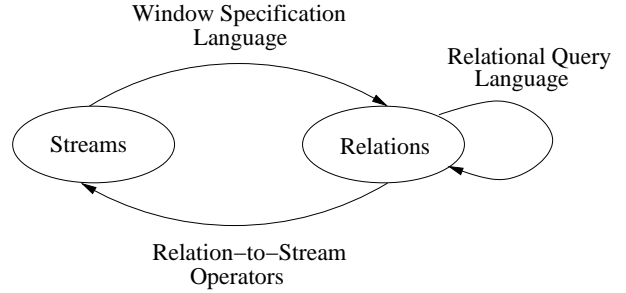 Window Specification
Language
Relational Query
Language
Streams
Relations
Relation−to−Stream
Operators